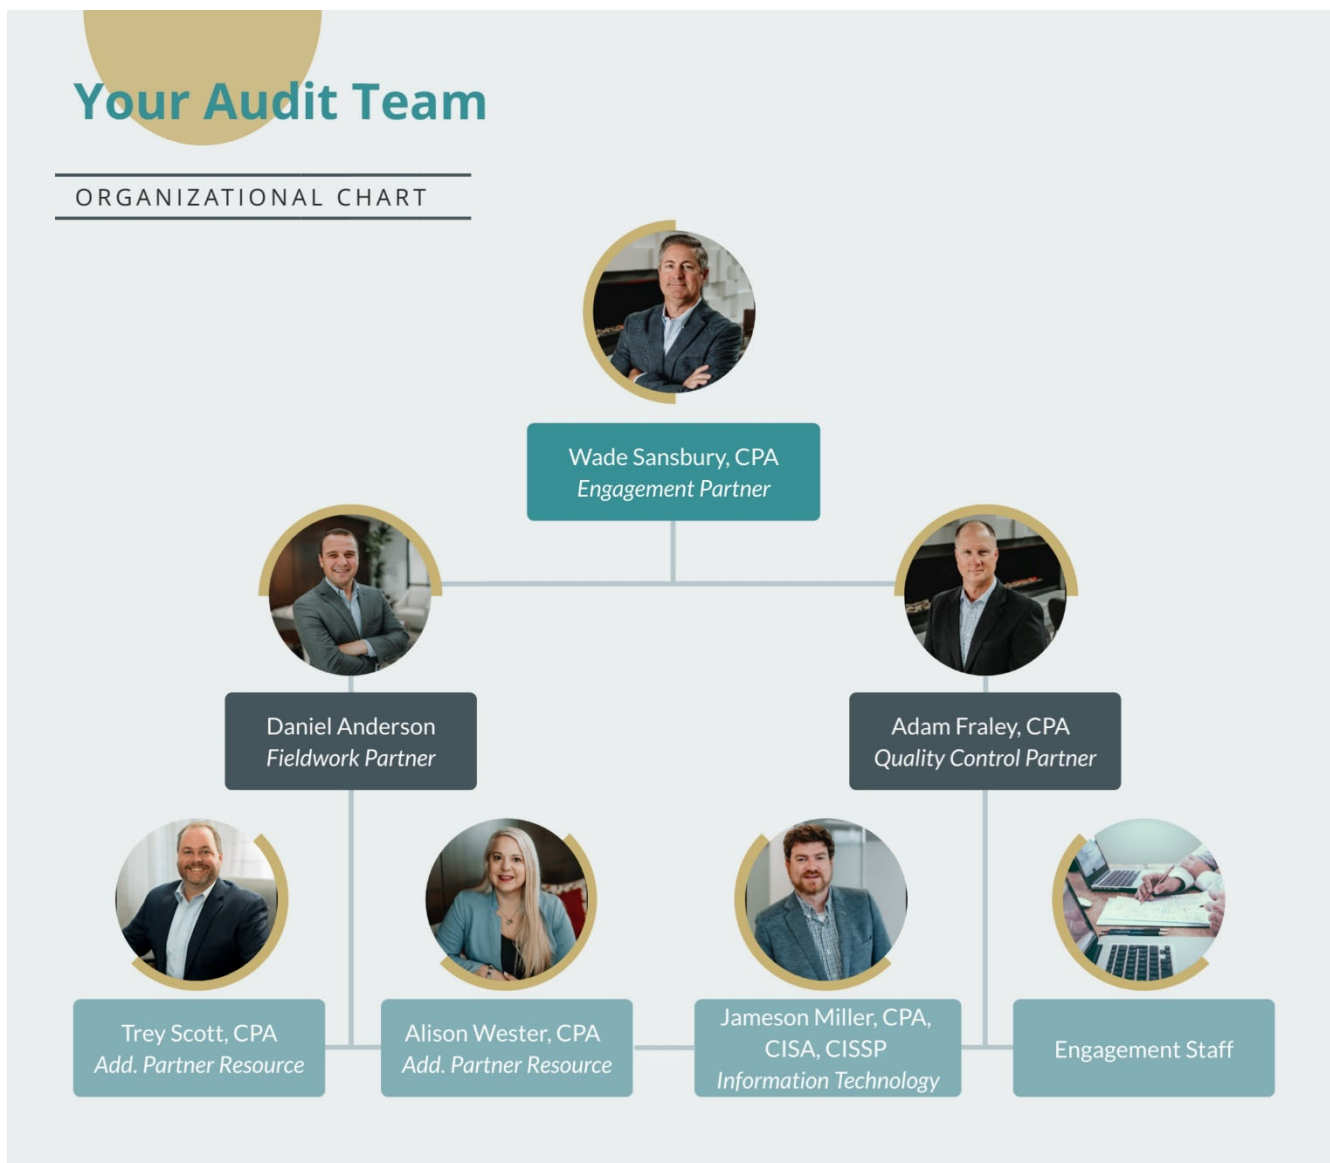 Your Audit Team
ORGANIZATIONAL CHART
Wade Sansbury, CPA
Engagement Partner
Daniel Anderson
Fieldwork Partner
Adam Fraley, CPA
Quality Control Partner
Trey Scott, CPA
Add. Partner Resource
Alison Wester, CPA
Add. Partner Resource
Jameson Miller, CPA,
CISA, CISSP
Information Technology
Engagement Staff